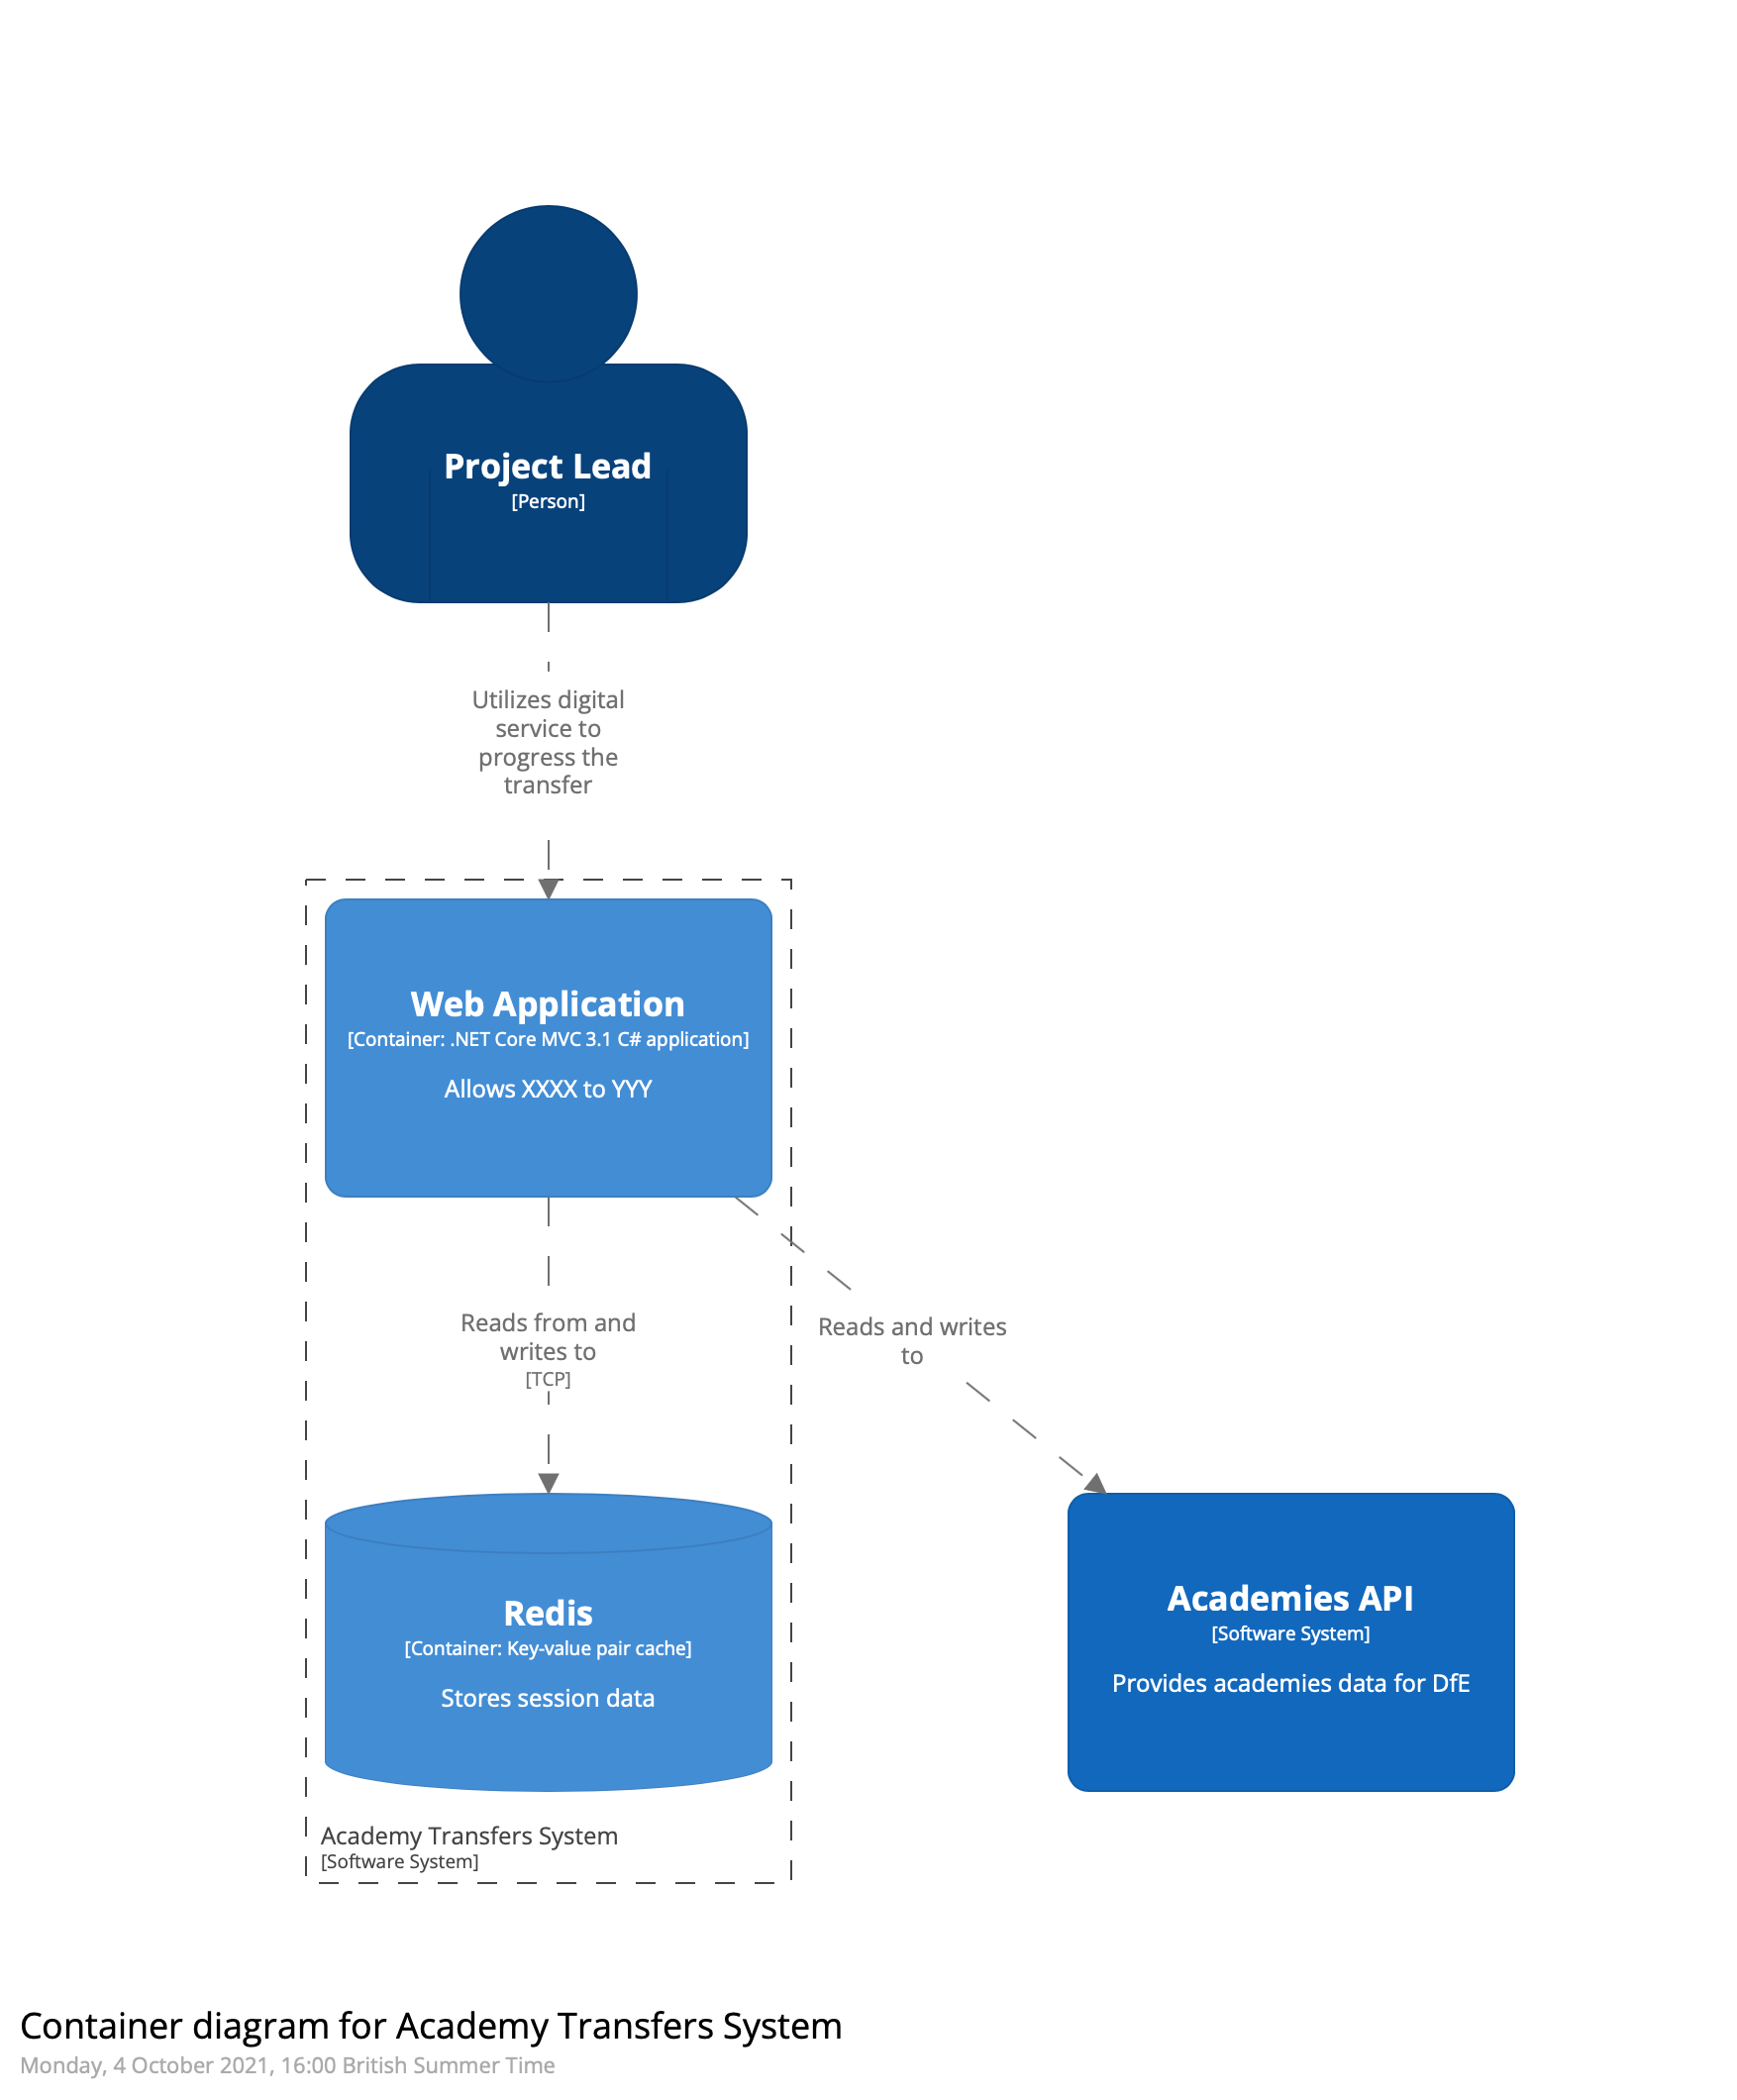 Project Lead
[Person]
Utilizes digital
service to
progress the
transfer
Web Application
[Container: .NET Core MVC 3.1 C# application]
Allows XXXX to YYY
Reads from and
writes to
[TCP]
Reads and writes
to
Redis
[Container: Key-value pair cache]
Stores session data
Academies API
[Software System]
Provides academies data for DfE
Academy Transfers System
[Software System]
Container diagram for Academy Transfers System
Monday, 4 October 2021, 16:00 British Summer Time